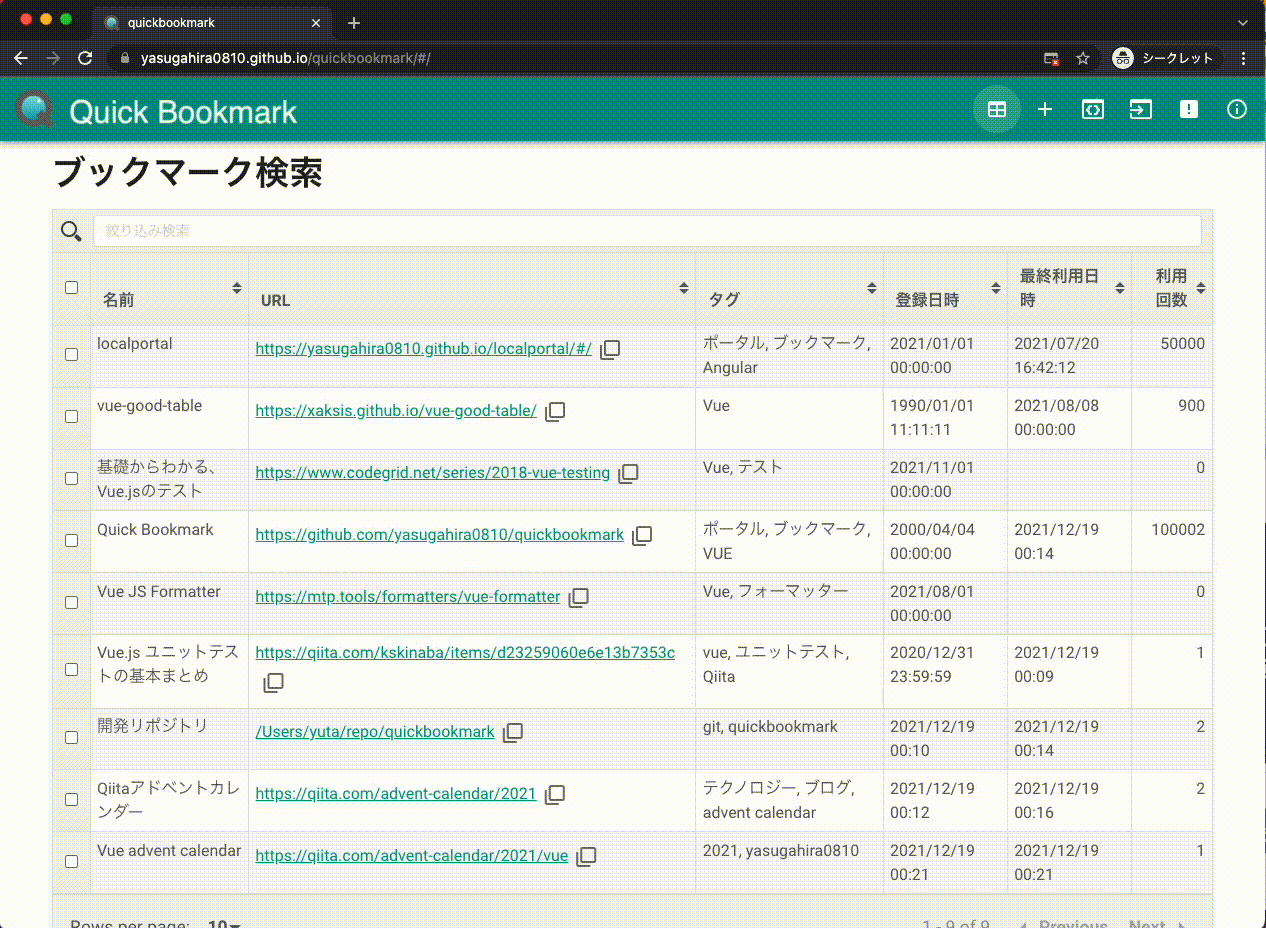 quickbookmark
yasugahira0810.github.io/quickbookmark/#/
シークレット
Quick Bookmark
ブックマーク検索
絞り込み検索
名前 URL タグ 登録日時 最終利用日時 利用回数
localportal https://yasugahira0810.github.io/localportal/#/ ポータル, ブックマーク, Angular 2021/01/01 00:00:00 2021/07/20 16:42:12 50000
vue-good-table https://xaksis.github.io/vue-good-table/ Vue 1990/01/01 11:11:11 2021/08/08 00:00:00 900
基礎からわかる、Vue.jsのテスト https://www.codegrid.net/series/2018-vue-testing Vue, テスト 2021/11/01 00:00:00 0
Quick Bookmark https://github.com/yasugahira0810/quickbookmark ポータル, ブックマーク, VUE 2000/04/04 00:00:00 2021/12/19 00:14 100002
Vue JS Formatter https://mtp.tools/formatters/vue-formatter Vue, フォーマッター 2021/08/01 00:00:00 0
Vue.js ユニットテストの基本まとめ https://qiita.com/kskinaba/items/d23259060e6e13b7353c vue, ユニットテスト, Qiita 2020/12/31 23:59:59 2021/12/19 00:09 1
開発リポジトリ /Users/yuta/repo/quickbookmark git, quickbookmark 2021/12/19 00:10 2021/12/19 00:14 2
Qiitaアドベントカレンダー https://qiita.com/advent-calendar/2021 テクノロジー, ブログ, advent calendar 2021/12/19 00:12 2021/12/19 00:16 2
Vue advent calendar https://qiita.com/advent-calendar/2021/vue 2021, yasugahira0810 2021/12/19 00:21 2021/12/19 00:21 1
Rows per page: 10 1 - 9 of 9 Previous Next